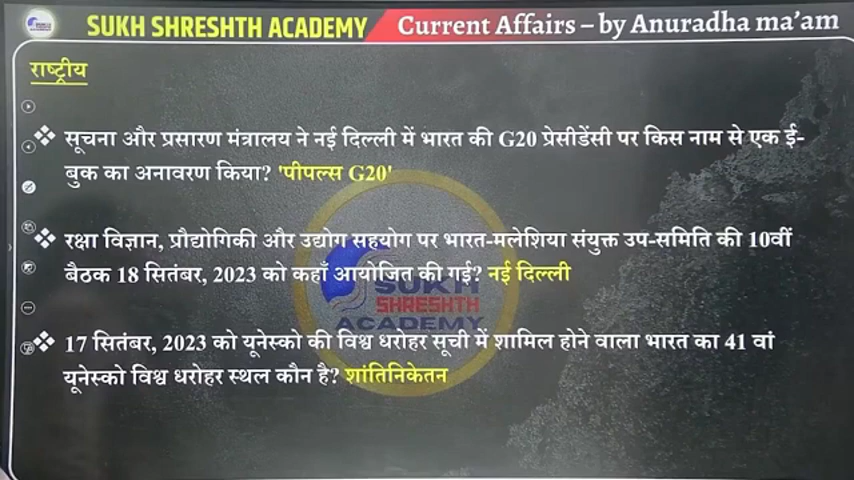 SUKH SHRESHTH ACADEMY
Current Affairs – by Anuradha ma'am
राष्ट्रीय
❖ सूचना और प्रसारण मंत्रालय ने नई दिल्ली में भारत की G20 प्रेसीडेंसी पर किस नाम से एक ई-
बुक का अनावरण किया? 'पीपल्स G20'
❖ रक्षा विज्ञान, प्रौद्योगिकी और उद्योग सहयोग पर भारत-मलेशिया संयुक्त उप-समिति की 10वीं
बैठक 18 सितंबर, 2023 को कहाँ आयोजित की गई? नई दिल्ली
❖ 17 सितंबर, 2023 को यूनेस्को की विश्व धरोहर सूची में शामिल होने वाला भारत का 41 वां
यूनेस्को विश्व धरोहर स्थल कौन है? शांतिनिकेतन
SUKH
SHRESHTH
ACADEMY